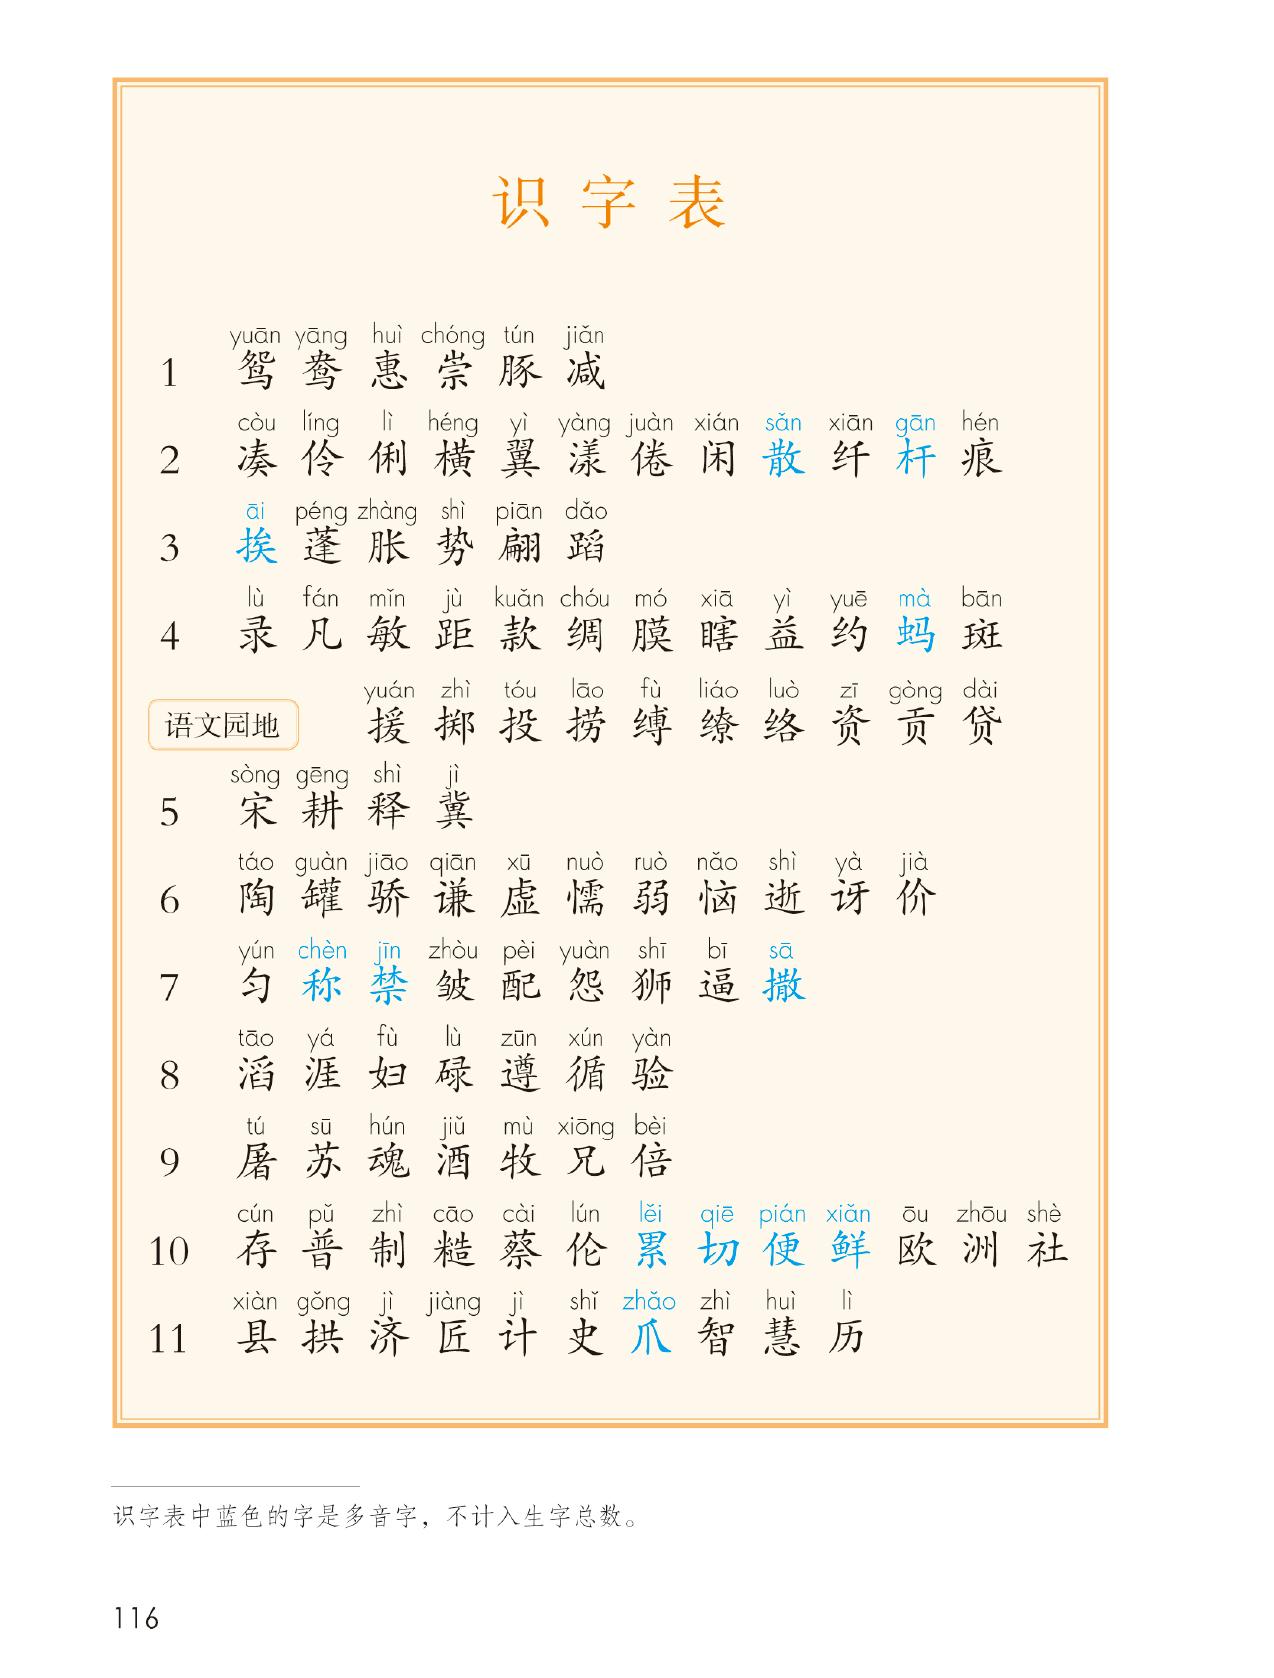 识字表
yuān yāng huì chóng tún jiǎn
1 鸳 鸯 惠 崇 豚 减
còu líng lì héng yì yàng juàn xián sǎn xiān gān hén
2 凑 伶 俐 横 翼 漾 倦 闲 散 纤 杆 痕
āi péng zhàng shì piān dǎo
3 挨 蓬 胀 势 翩 蹈
lù fán mǐn jù kuǎn chóu mó xiā yì yuē mà bān
4 录 凡 敏 距 款 绸 膜 瞎 益 约 蚂 斑
yuán zhì tóu lāo fù liáo luò zī gòng dài
语文园地 援 掷 投 捞 缚 缭 络 资 贡 贷
sòng gēng shì jì
5 宋 耕 释 冀
táo guàn jiāo qiān xū nuò ruò nǎo shì yà jià
6 陶 罐 骄 谦 虚 懦 弱 恼 逝 讶 价
yún chèn jīn zhòu pèi yuàn shī bī sā
7 匀 称 禁 皱 配 怨 狮 逼 撒
tāo yá fù lù zūn xún yàn
8 滔 涯 妇 碌 遵 循 验
tú sū hún jiǔ mù xiōng bèi
9 屠 苏 魂 酒 牧 兄 倍
cún pǔ zhì cāo cài lún lěi qiē pián xiǎn ōu zhōu shè
10 存 普 制 糙 蔡 伦 累 切 便 鲜 欧 洲 社
xiàn gǒng jì jiàng jì shǐ zhǎo zhì huì lì
11 县 拱 济 匠 计 史 爪 智 慧 历
识字表中蓝色的字是多音字，不计入生字总数。
116